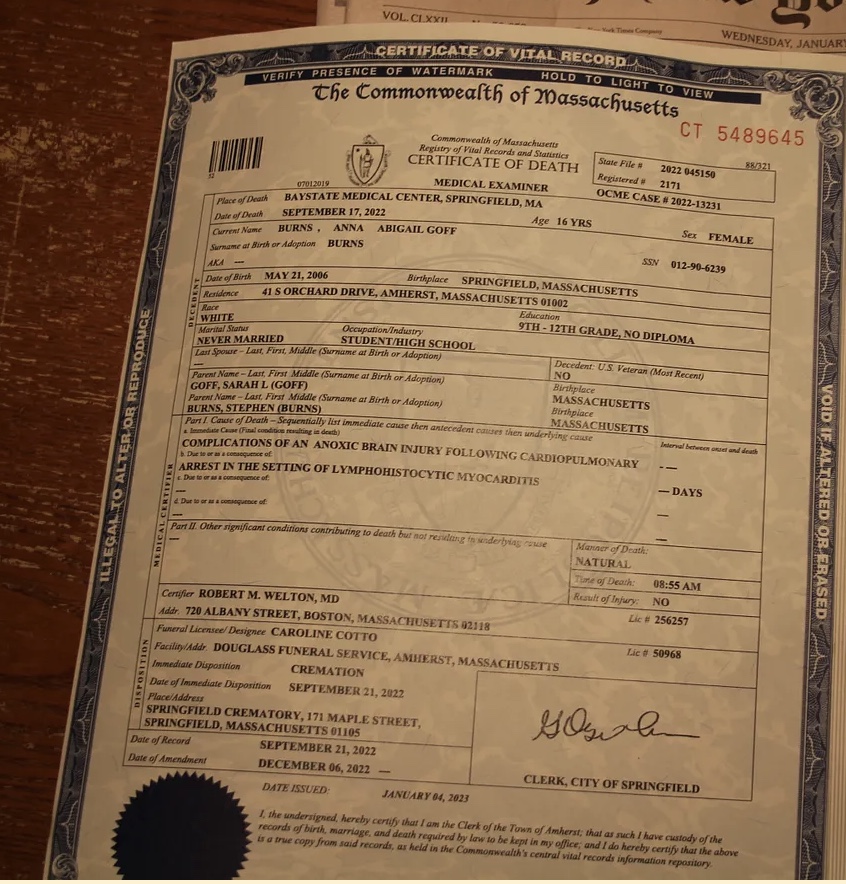 VOL. CLXXII
New York Times Company
WEDNESDAY, JANUARY
CERTIFICATE OF VITAL RECORD
VERIFY PRESENCE OF WATERMARK HOLD TO LIGHT TO VIEW
The Commonwealth of Massachusetts
CT 5489645
Commonwealth of Massachusetts
Registry of Vital Records and Statistics
CERTIFICATE OF DEATH
MEDICAL EXAMINER
07012019
State File # 2022 045150 88/321
Registered # 2171
OCME CASE # 2022-13231
Place of Death BAYSTATE MEDICAL CENTER, SPRINGFIELD, MA
Date of Death SEPTEMBER 17, 2022 Age 16 YRS
Current Name BURNS , ANNA ABIGAIL GOFF Sex FEMALE
Surname at Birth or Adoption BURNS
AKA — SSN 012-90-6239
DECEDENT
Date of Birth MAY 21, 2006 Birthplace SPRINGFIELD, MASSACHUSETTS
Residence 41 S ORCHARD DRIVE, AMHERST, MASSACHUSETTS 01002
Race Education
WHITE 9TH - 12TH GRADE, NO DIPLOMA
Marital Status Occupation/Industry
NEVER MARRIED STUDENT/HIGH SCHOOL
Last Spouse – Last, First, Middle (Surname at Birth or Adoption) Decedent: U.S. Veteran (Most Recent)
NO
Parent Name – Last, First Middle (Surname at Birth or Adoption) Birthplace
GOFF, SARAH L (GOFF) MASSACHUSETTS
Parent Name – Last, First, Middle (Surname at Birth or Adoption) Birthplace
BURNS, STEPHEN (BURNS) MASSACHUSETTS
Part I. Cause of Death – Sequentially list immediate cause then antecedent causes then underlying cause
a. Immediate Cause (Final condition resulting in death) Interval between onset and death
COMPLICATIONS OF AN ANOXIC BRAIN INJURY FOLLOWING CARDIOPULMONARY - —
b. Due to or as a consequence of:
ARREST IN THE SETTING OF LYMPHOHISTOCYTIC MYOCARDITIS — DAYS
c. Due to or as a consequence of:
— —
d. Due to or as a consequence of:
— —
MEDICAL CERTIFIER
Part II. Other significant conditions contributing to death but not resulting in underlying cause
—
Manner of Death:
NATURAL
Time of Death: 08:55 AM
Result of Injury: NO
Certifier ROBERT M. WELTON, MD Lic # 256257
Addr. 720 ALBANY STREET, BOSTON, MASSACHUSETTS 02118
DISPOSITION
Funeral Licensee/ Designee CAROLINE COTTO Lic # 50968
Facility/Addr. DOUGLASS FUNERAL SERVICE, AMHERST, MASSACHUSETTS
Immediate Disposition CREMATION
Date of Immediate Disposition SEPTEMBER 21, 2022
Place/Address
SPRINGFIELD CREMATORY, 171 MAPLE STREET,
SPRINGFIELD, MASSACHUSETTS 01105
Date of Record SEPTEMBER 21, 2022
Date of Amendment DECEMBER 06, 2022 —
CLERK, CITY OF SPRINGFIELD
DATE ISSUED: JANUARY 04, 2023
I, the undersigned, hereby certify that I am the Clerk of the Town of Amherst; that as such I have custody of the
records of birth, marriage, and death required by law to be kept in my office; and I do hereby certify that the above
is a true copy from said records, as held in the Commonwealth's central vital records information repository.
ILLEGAL TO ALTER OR REPRODUCE
VOID IF ALTERED OR ERASED